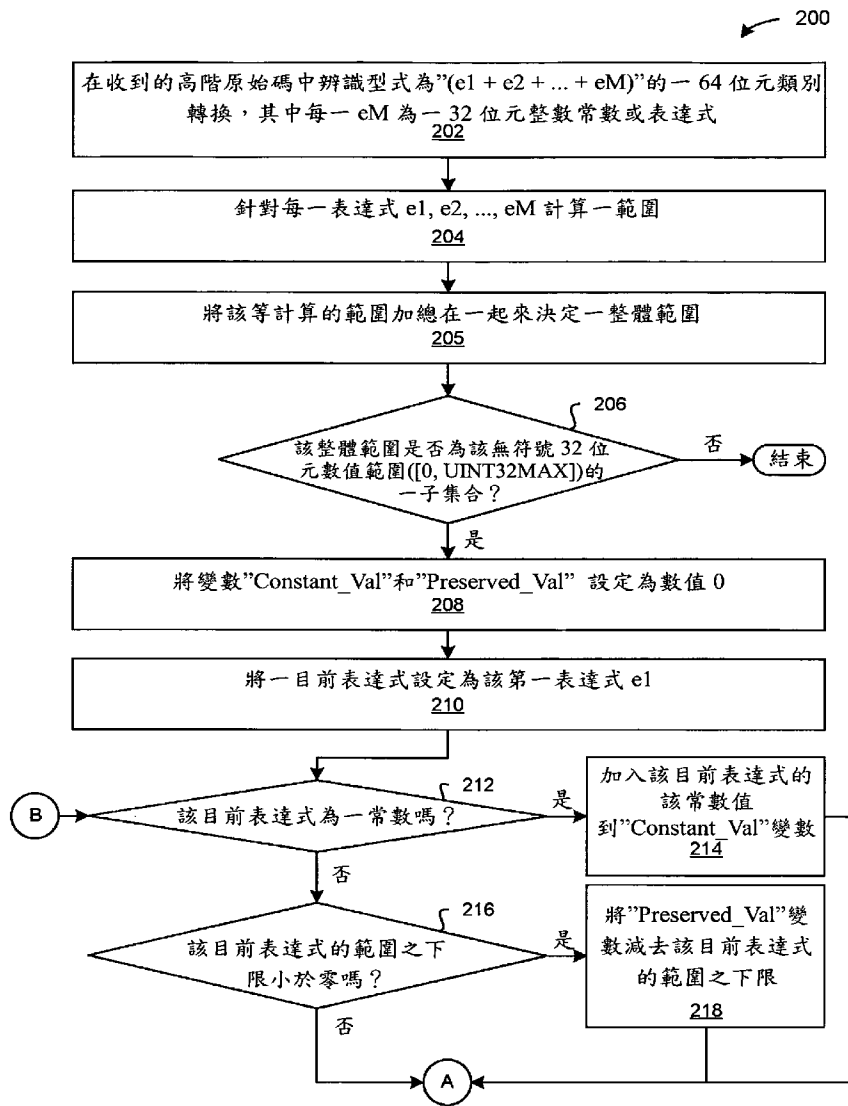 200
在收到的高階原始碼中辨識型式為”(e1 + e2 + ... + eM)”的一 64 位元類別
轉換，其中每一 eM 為一 32 位元整數常數或表達式
202
針對每一表達式 e1, e2, ..., eM 計算一範圍
204
將該等計算的範圍加總在一起來決定一整體範圍
205
206
該整體範圍是否為該無符號 32 位
元數值範圍([0, UINT32MAX])的
一子集合？
否
結束
是
將變數”Constant_Val”和”Preserved_Val” 設定為數值 0
208
將一目前表達式設定為該第一表達式 e1
210
B
212
該目前表達式為一常數嗎？
是
加入該目前表達式的
該常數值
到”Constant_Val”變數
214
否
216
該目前表達式的範圍之下
限小於零嗎？
是
將”Preserved_Val”變
數減去該目前表達式
的範圍之下限
218
否
A